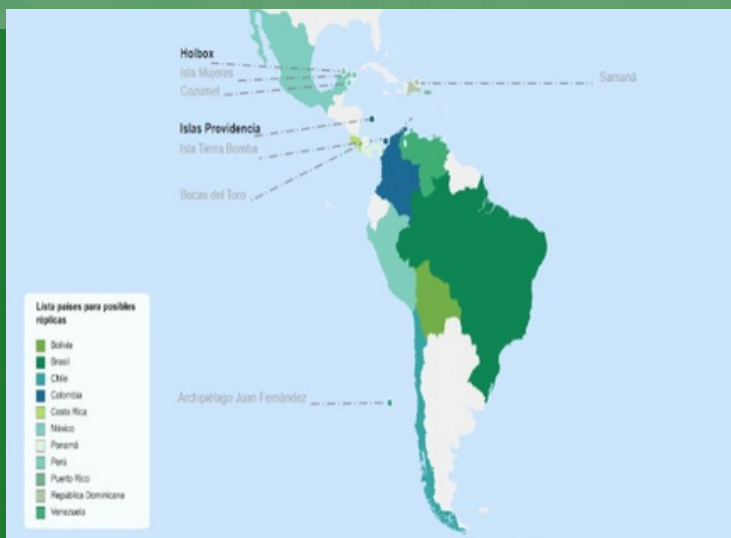 Holbox
Isla Mujeres
Cozumel
Samaná
Islas Providencia
Isla Tierra Bomba
Bocas del Toro
Archipiélago Juan Fernández
Lista países para posibles
réplicas
Bolivia
Brasil
Chile
Colombia
Costa Rica
México
Panamá
Perú
Puerto Rico
República Dominicana
Venezuela